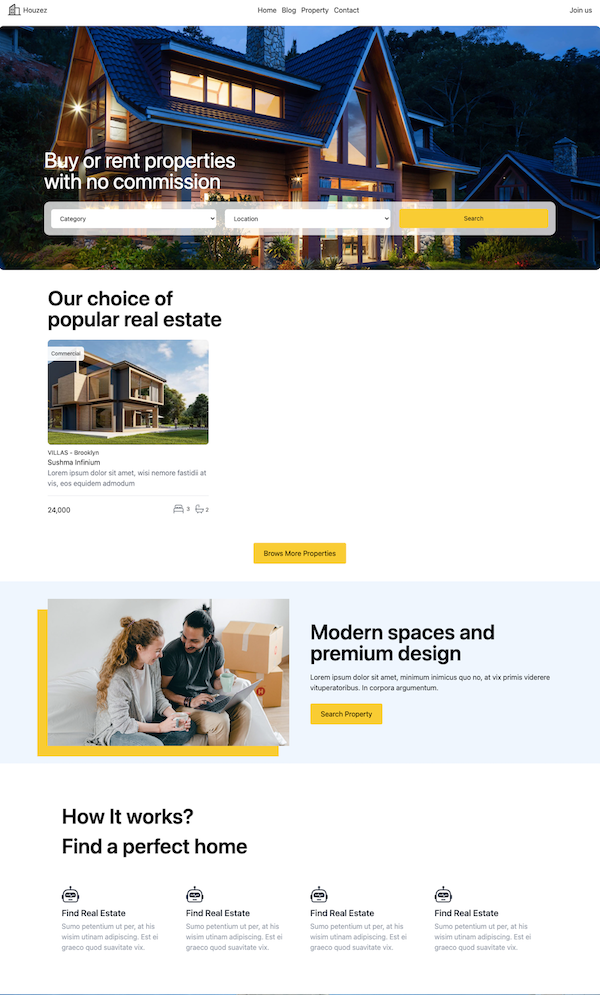 Houzez
Home Blog Property Contact
Join us
Buy or rent properties
with no commission
Category
Location
Search
Our choice of
popular real estate
Commercial
VILLAS - Brooklyn
Sushma Infinium
Lorem ipsum dolor sit amet, wisi nemore fastidii at
vis, eos equidem admodum
24,000
3
2
Brows More Properties
Modern spaces and
premium design
Lorem ipsum dolor sit amet, minimum inimicus quo no, at vix primis viderere
vituperatoribus. In corpora argumentum.
Search Property
How It works?
Find a perfect home
Find Real Estate
Sumo petentium ut per, at his
wisim utinam adipiscing. Est ei
graeco quod suavitate vix.
Find Real Estate
Sumo petentium ut per, at his
wisim utinam adipiscing. Est ei
graeco quod suavitate vix.
Find Real Estate
Sumo petentium ut per, at his
wisim utinam adipiscing. Est ei
graeco quod suavitate vix.
Find Real Estate
Sumo petentium ut per, at his
wisim utinam adipiscing. Est ei
graeco quod suavitate vix.